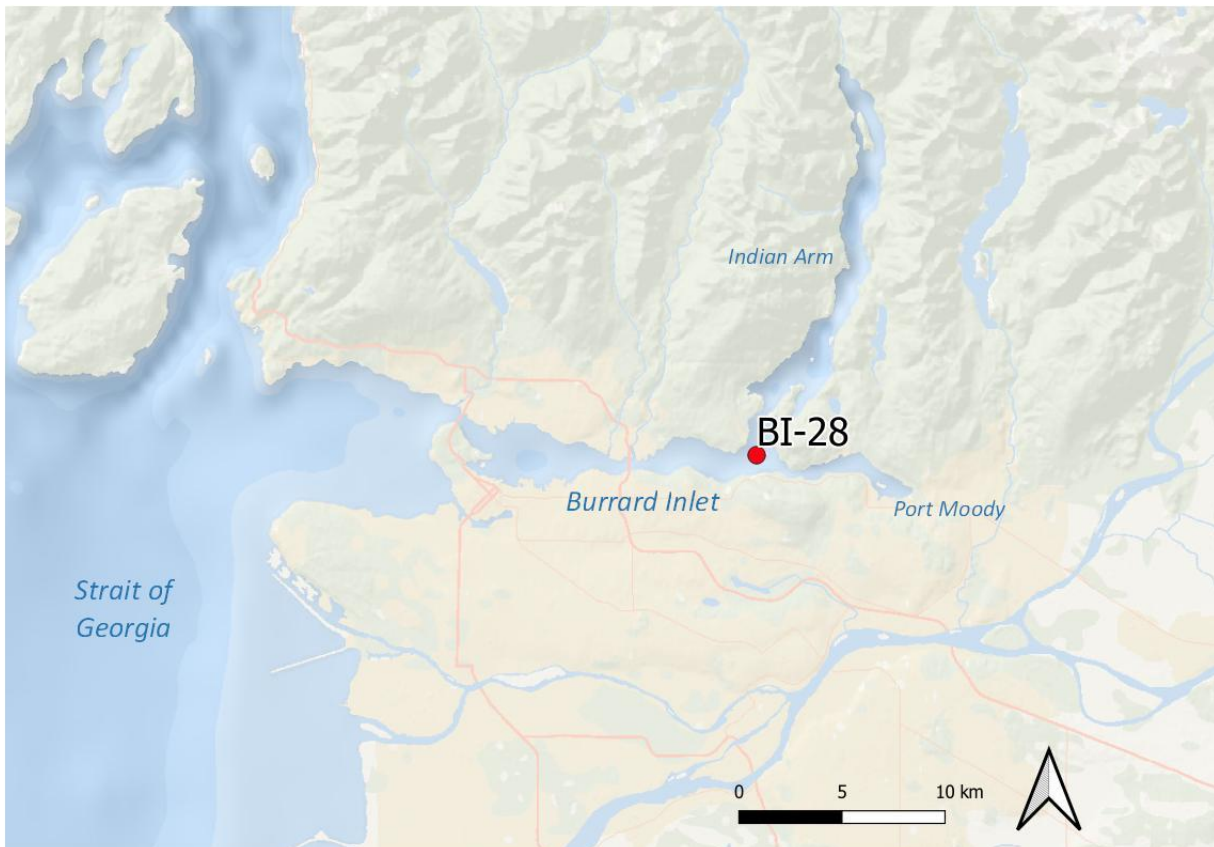 Indian Arm
BI-28
Burrard Inlet
Port Moody
Strait of
Georgia
0 5 10 km